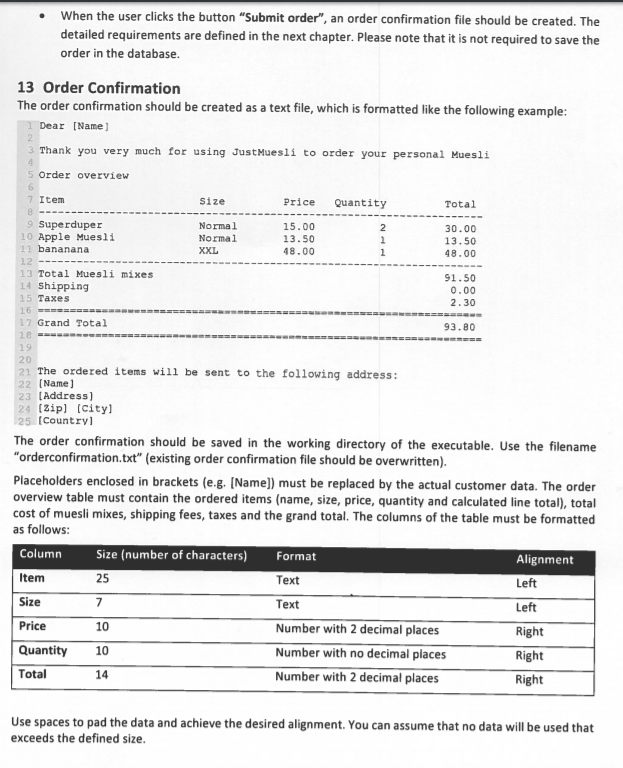 • When the user clicks the button "Submit order", an order confirmation file should be created. The
detailed requirements are defined in the next chapter. Please note that it is not required to save the
order in the database.
13 Order Confirmation
The order confirmation should be created as a text file, which is formatted like the following example:
1 Dear [Name]
2
3 Thank you very much for using JustMuesli to order your personal Muesli
4
5 Order overview
6
7 Item Size Price Quantity Total
8 ------------------------------------------------------------------
9 Superduper Normal 15.00 2 30.00
10 Apple Muesli Normal 13.50 1 13.50
11 bananana XXL 48.00 1 48.00
12 ------------------------------------------------------------------
13 Total Muesli mixes 91.50
14 Shipping 0.00
15 Taxes 2.30
16 ==================================================================
17 Grand Total 93.80
18 ==================================================================
19
20
21 The ordered items will be sent to the following address:
22 [Name]
23 [Address]
24 [Zip] [City]
25 [Country]
The order confirmation should be saved in the working directory of the executable. Use the filename
"orderconfirmation.txt" (existing order confirmation file should be overwritten).
Placeholders enclosed in brackets (e.g. [Name]) must be replaced by the actual customer data. The order
overview table must contain the ordered items (name, size, price, quantity and calculated line total), total
cost of muesli mixes, shipping fees, taxes and the grand total. The columns of the table must be formatted
as follows:
Column Size (number of characters) Format Alignment
Item 25 Text Left
Size 7 Text Left
Price 10 Number with 2 decimal places Right
Quantity 10 Number with no decimal places Right
Total 14 Number with 2 decimal places Right
Use spaces to pad the data and achieve the desired alignment. You can assume that no data will be used that
exceeds the defined size.